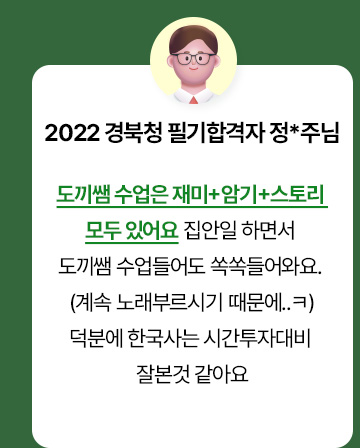 2022 경북청 필기합격자 정*주님
도끼쌤 수업은 재미+암기+스토리
모두 있어요 집안일 하면서
도끼쌤 수업들어도 쏙쏙들어와요.
(계속 노래부르시기 때문에..ㅋ)
덕분에 한국사는 시간투자대비
잘본것 같아요